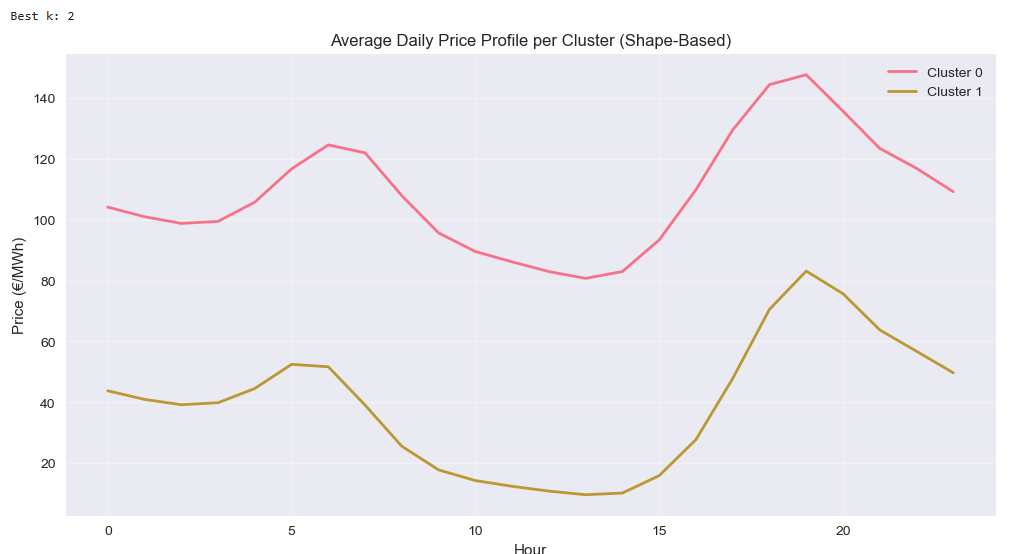 Best k: 2
Average Daily Price Profile per Cluster (Shape-Based)
Cluster 0
Cluster 1
Price (€/MWh)
140
120
100
80
60
40
20
0 5 10 15 20
Hour